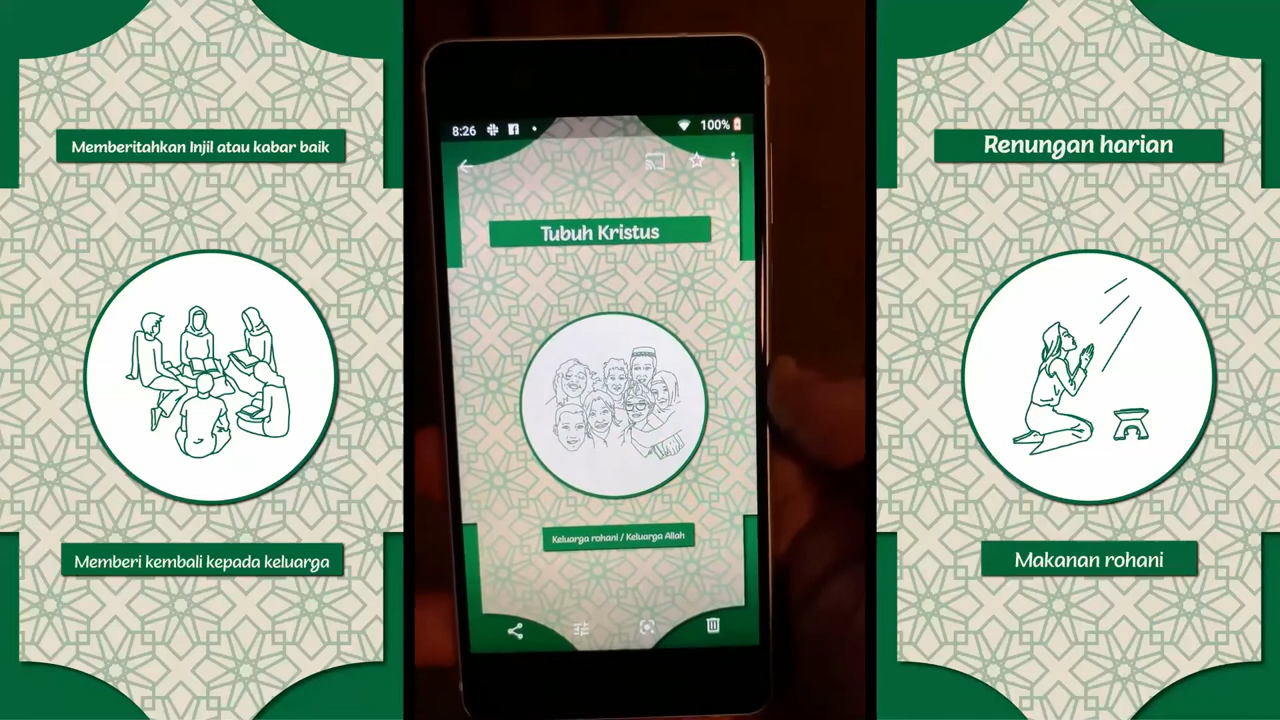 Memberitahkan Injil atau kabar baik
Memberi kembali kepada keluarga
8:26
100%
Tubuh Kristus
Keluarga rohani / Keluarga Allah
Renungan harian
Makanan rohani